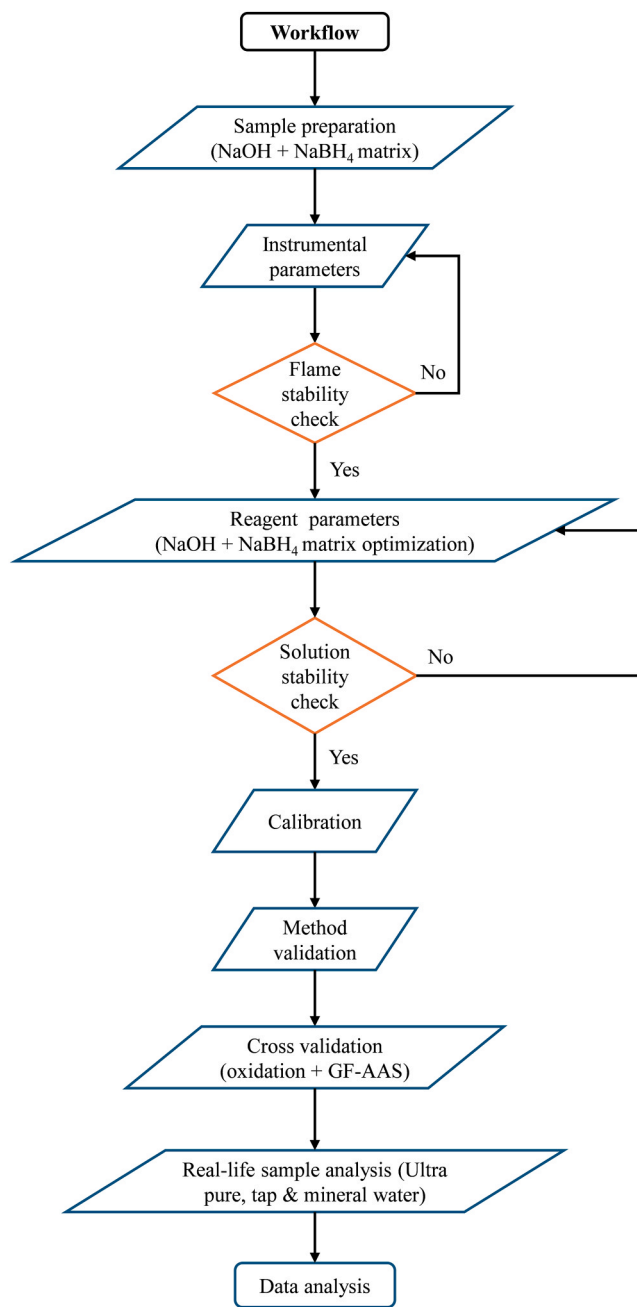 Workflow
Sample preparation
(NaOH + NaBH₄ matrix)
Instrumental
parameters
Flame
stability
check
No
Yes
Reagent parameters
(NaOH + NaBH₄ matrix optimization)
Solution
stability
check
No
Yes
Calibration
Method
validation
Cross validation
(oxidation + GF-AAS)
Real-life sample analysis (Ultra
pure, tap & mineral water)
Data analysis